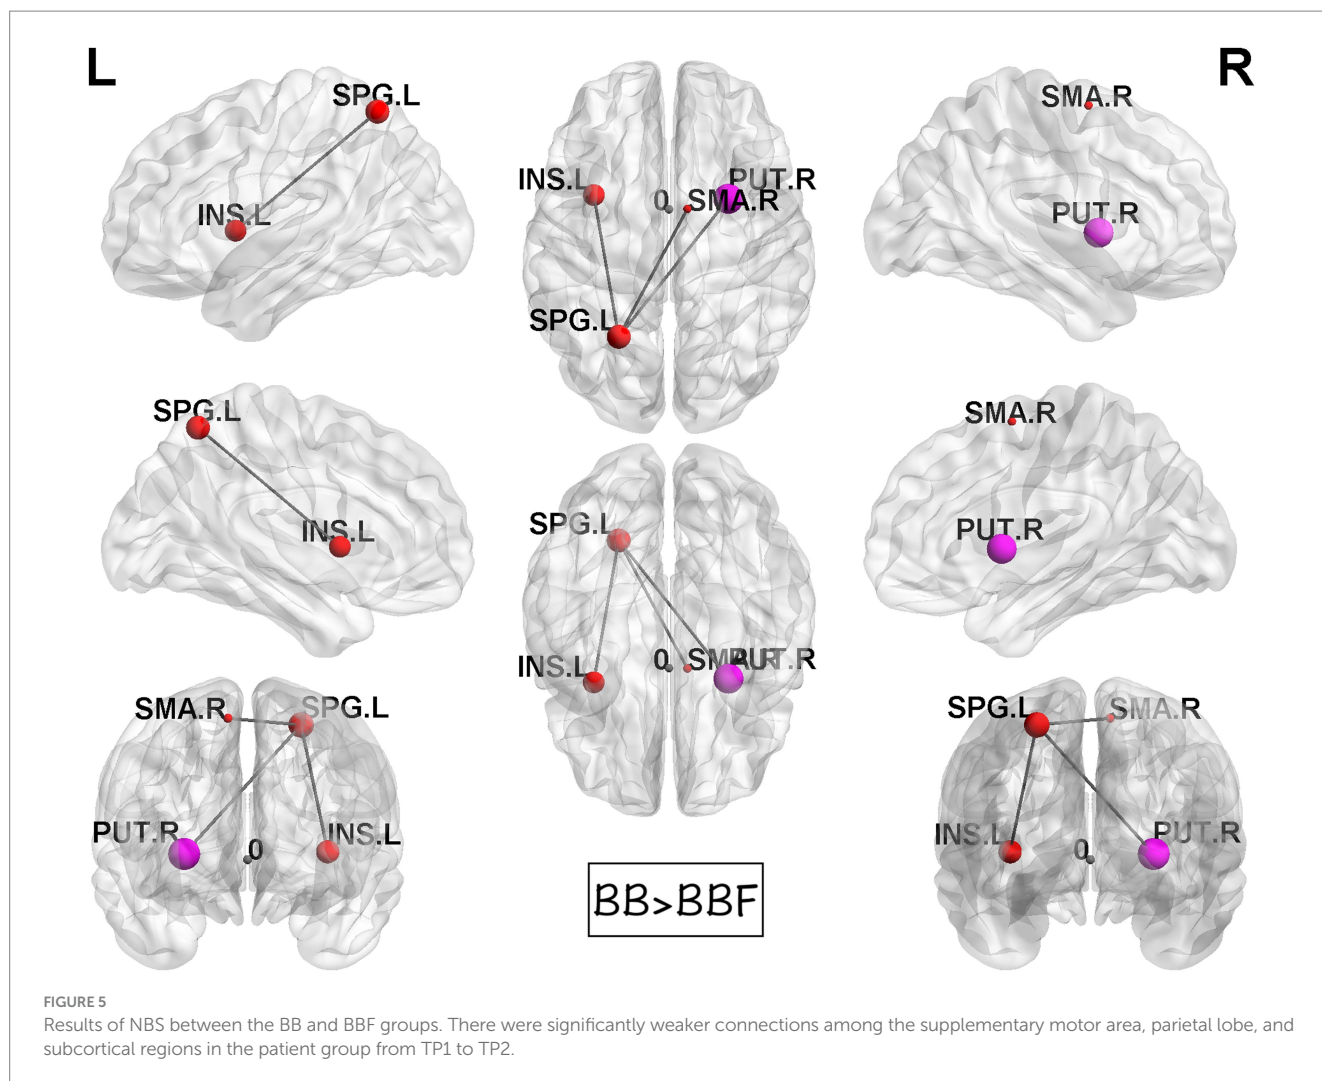 L
R
SPG.L
INS.L
INS.L
PUT.R
0
SMA.R
SPG.L
SMA.R
PUT.R
SPG.L
INS.L
SPG.L
INS.L
0
SMA.R
PUT.R
SMA.R
PUT.R
SMA.R
SPG.L
PUT.R
0
INS.L
BB>BBF
SPG.L
SMA.R
INS.L
0
PUT.R
FIGURE 5
Results of NBS between the BB and BBF groups. There were significantly weaker connections among the supplementary motor area, parietal lobe, and
subcortical regions in the patient group from TP1 to TP2.